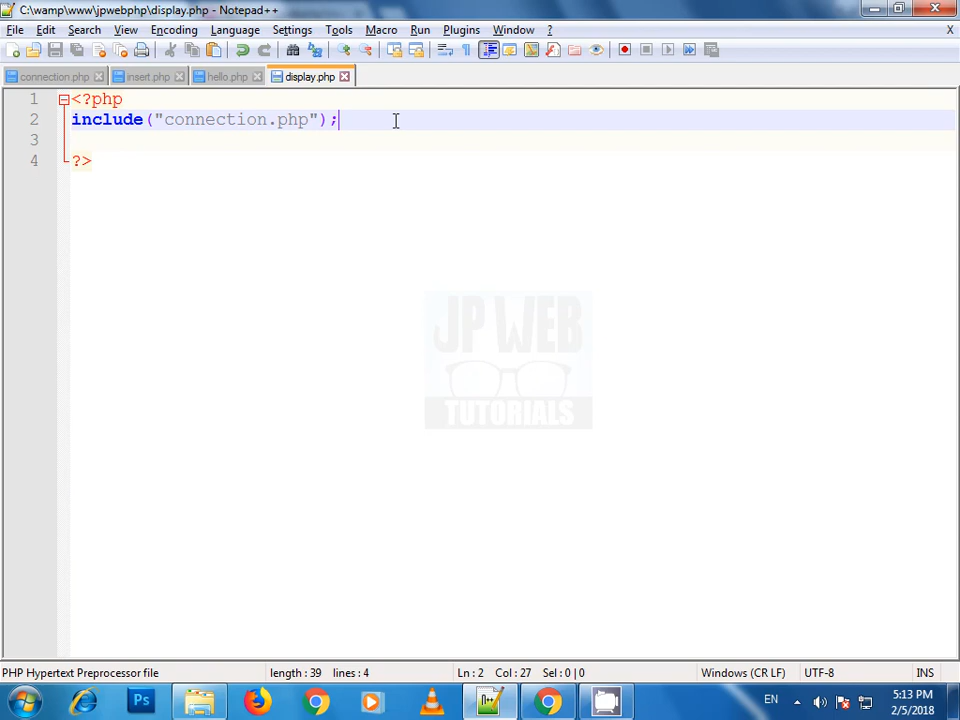 C:\wamp\www\jpwebphp\display.php - Notepad++
File Edit Search View Encoding Language Settings Tools Macro Run Plugins Window ? X
connection.php insert.php hello.php display.php
1 <?php
2 include("connection.php");
3
4 ?>
JP WEB
TUTORIALS
PHP Hypertext Preprocessor file length : 39 lines : 4 Ln : 2 Col : 27 Sel : 0 | 0 Windows (CR LF) UTF-8 INS
Ps EN 5:13 PM
2/5/2018